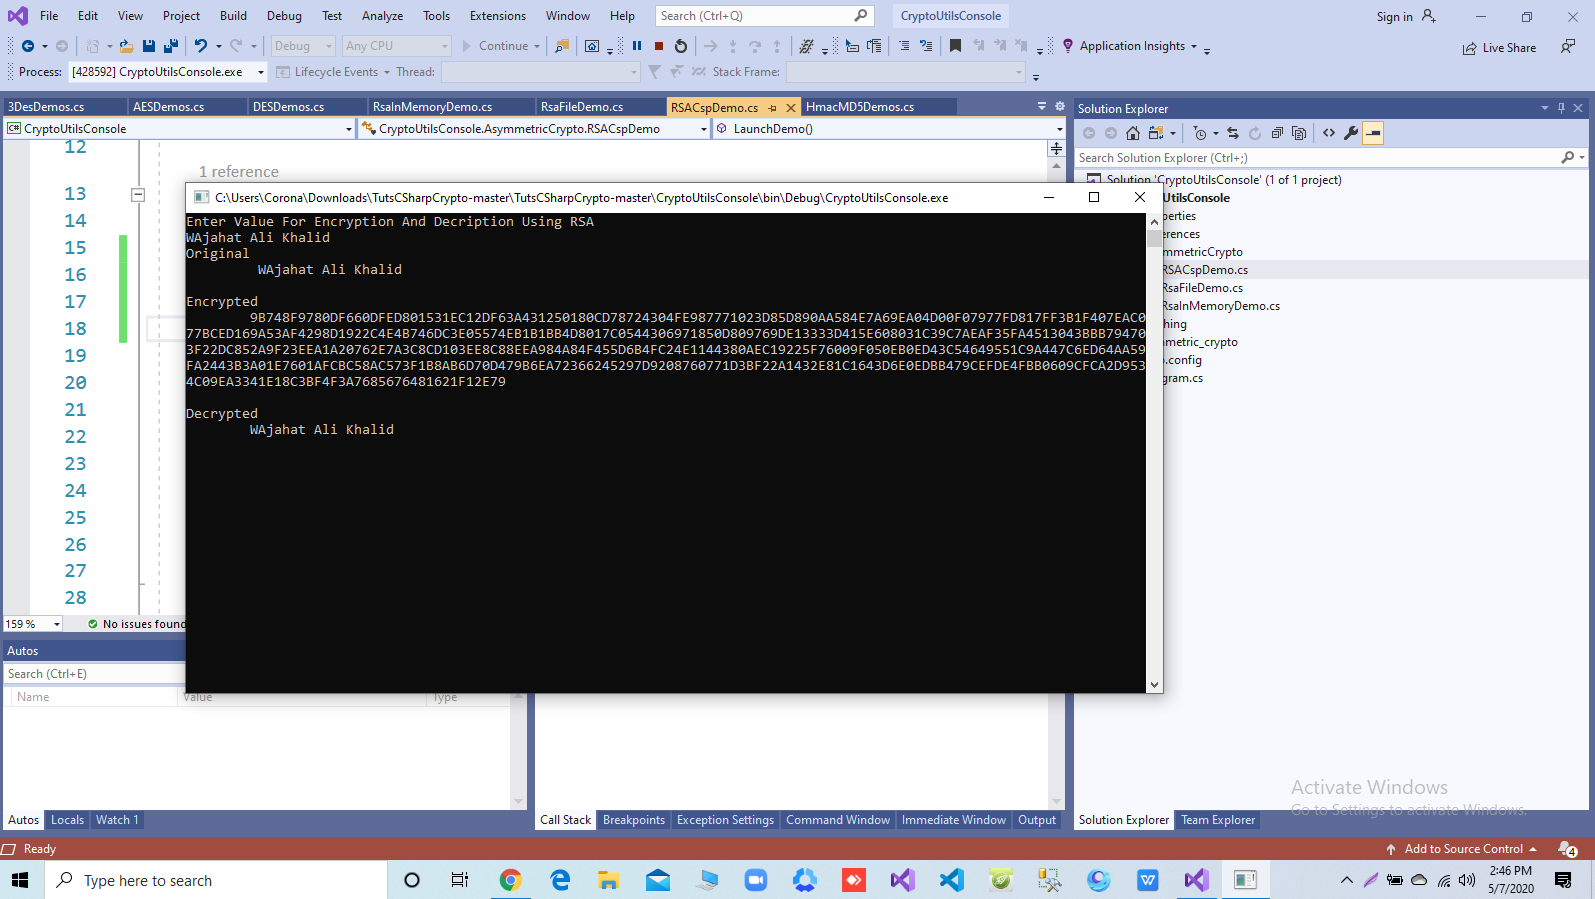 File Edit View Project Build Debug Test Analyze Tools Extensions Window Help Search (Ctrl+Q) CryptoUtilsConsole Sign in
Debug Any CPU Continue Application Insights Live Share
Process: [428592] CryptoUtilsConsole.exe Lifecycle Events Thread: Stack Frame:
3DesDemos.cs AESDemos.cs DESDemos.cs RsaInMemoryDemo.cs RsaFileDemo.cs RSACspDemo.cs HmacMD5Demos.cs
CryptoUtilsConsole CryptoUtilsConsole.AsymmetricCrypto.RSACspDemo LaunchDemo()
Solution Explorer
Search Solution Explorer (Ctrl+;)
Solution 'CryptoUtilsConsole' (1 of 1 project)
UtilsConsole
perties
erences
mmetricCrypto
RSACspDemo.cs
RsaFileDemo.cs
RsaInMemoryDemo.cs
hing
nmetric_crypto
o.config
gram.cs
12
1 reference
13
14
15
16
17
18
19
20
21
22
23
24
25
26
27
28
C:\Users\Corona\Downloads\TutsCSharpCrypto-master\TutsCSharpCrypto-master\CryptoUtilsConsole\bin\Debug\CryptoUtilsConsole.exe
Enter Value For Encryption And Decription Using RSA
WAjahat Ali Khalid
Original
WAjahat Ali Khalid
Encrypted
9B748F9780DF660DFED801531EC12DF63A431250180CD78724304FE987771023D85D890AA584E7A69EA04D00F07977FD817FF3B1F407EAC0
77BCED169A53AF4298D1922C4E4B746DC3E05574EB1B1BB4D8017C0544306971850D809769DE13333D415E608031C39C7AEAF35FA4513043BBB79470
3F22DC852A9F23EEA1A20762E7A3C8CD103EE8C88EEA984A84F455D6B4FC24E1144380AEC19225F76009F050EB0ED43C54649551C9A447C6ED64AA59
FA2443B3A01E7601AFCBC58AC573F1B8AB6D70D479B6EA72366245297D9208760771D3BF22A1432E81C1643D6E0EDBB479CEFDE4FBB0609CFCA2D953
4C09EA3341E18C3BF4F3A7685676481621F12E79
Decrypted
WAjahat Ali Khalid
159 % No issues found
Autos
Search (Ctrl+E)
Name Value Type
Activate Windows
Go to Settings to activate Windows.
Autos Locals Watch 1 Call Stack Breakpoints Exception Settings Command Window Immediate Window Output Solution Explorer Team Explorer
Ready Add to Source Control 4
Type here to search 2:46 PM
5/7/2020